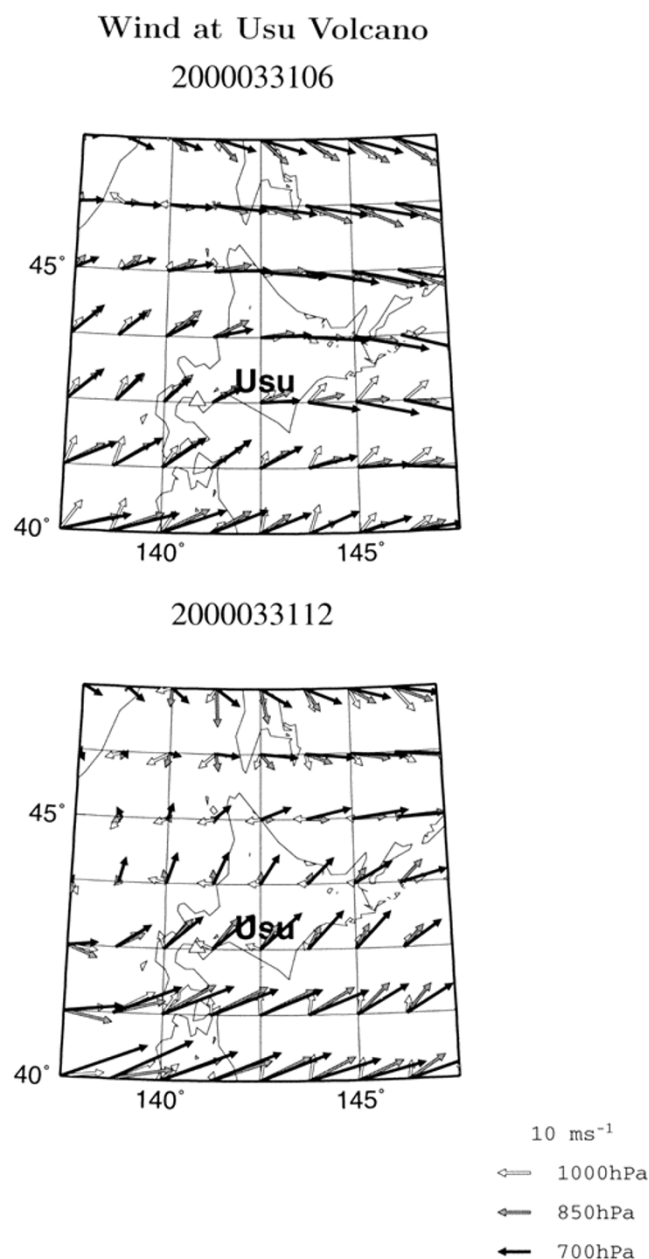 Wind at Usu Volcano
2000033106
45°
Usu
40°
140° 145°
2000033112
45°
Usu
40°
140° 145°
10 ms⁻¹
1000hPa
850hPa
700hPa